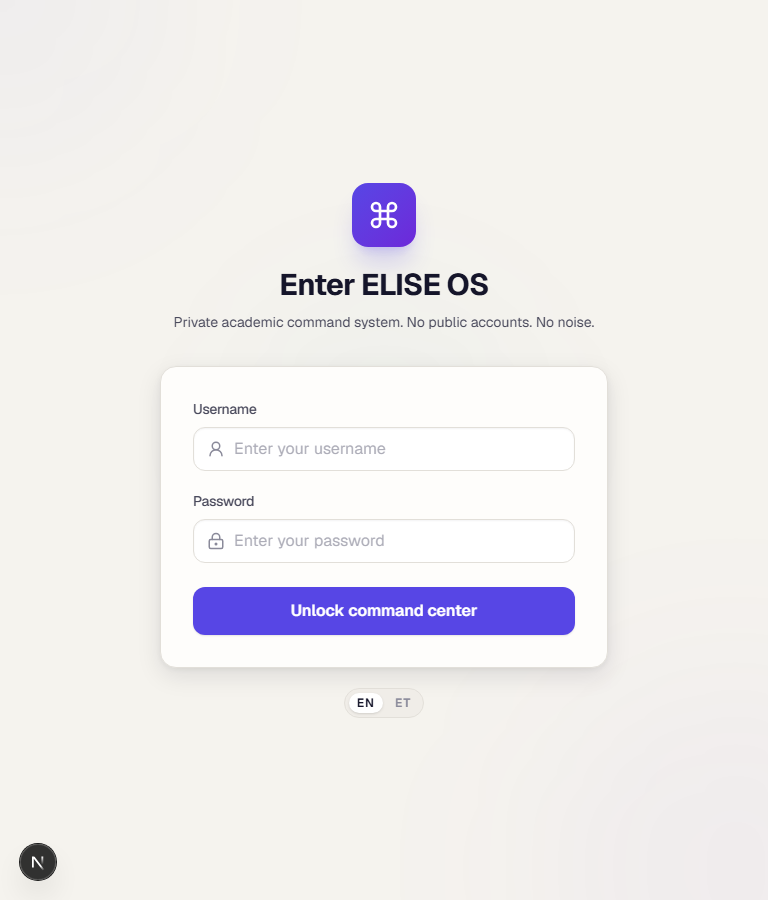 Enter ELISE OS
Private academic command system. No public accounts. No noise.
Username
Enter your username
Password
Enter your password
Unlock command center
EN ET
N